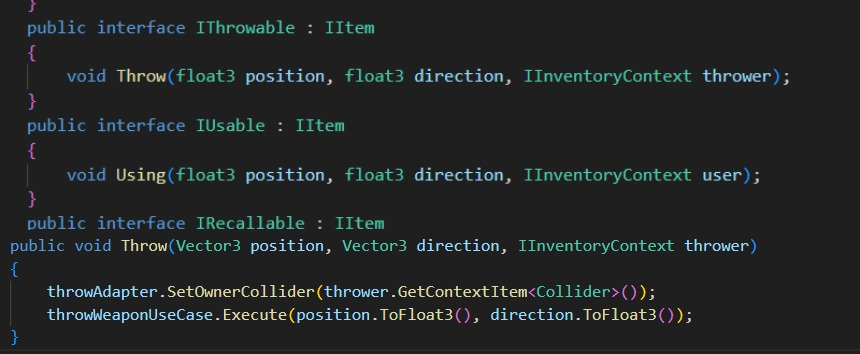 }
public interface IThrowable : IItem
{
void Throw(float3 position, float3 direction, IInventoryContext thrower);
}
public interface IUsable : IItem
{
void Using(float3 position, float3 direction, IInventoryContext user);
}
public interface IRecallable : IItem
public void Throw(Vector3 position, Vector3 direction, IInventoryContext thrower)
{
throwAdapter.SetOwnerCollider(thrower.GetContextItem<Collider>());
throwWeaponUseCase.Execute(position.ToFloat3(), direction.ToFloat3());
}